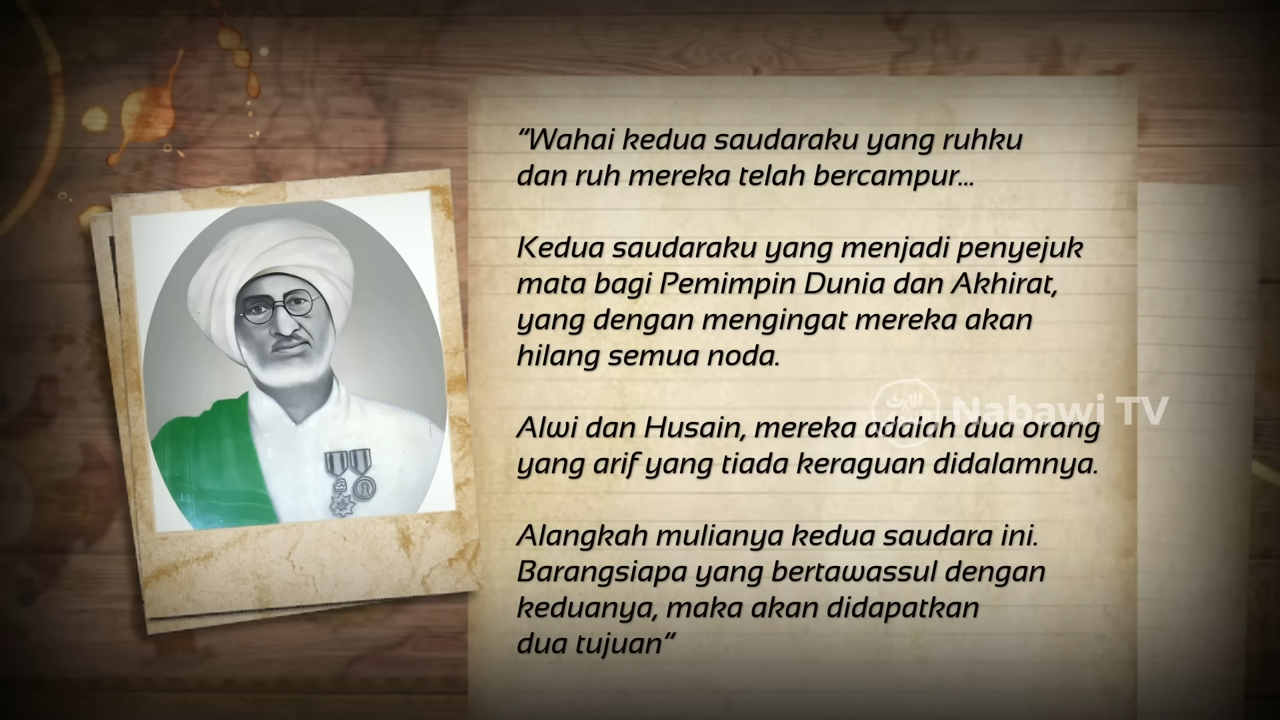 “Wahai kedua saudaraku yang ruhku
dan ruh mereka telah bercampur...
Kedua saudaraku yang menjadi penyejuk
mata bagi Pemimpin Dunia dan Akhirat,
yang dengan mengingat mereka akan
hilang semua noda.
Alwi dan Husain, mereka adalah dua orang
yang arif yang tiada keraguan didalamnya.
Alangkah mulianya kedua saudara ini.
Barangsiapa yang bertawassul dengan
keduanya, maka akan didapatkan
dua tujuan“
Nabawi TV